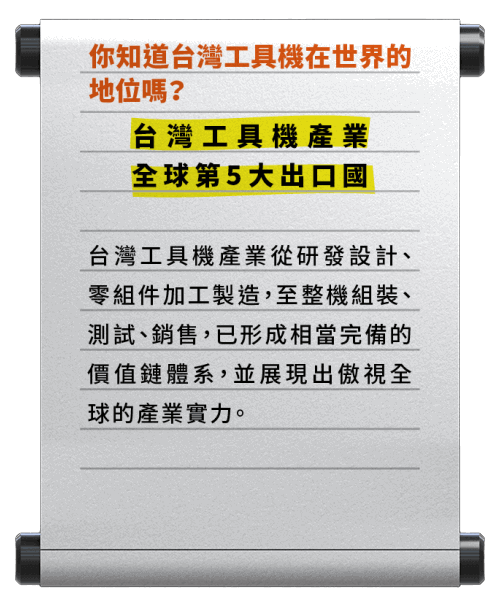 你知道台灣工具機在世界的
地位嗎？
台灣工具機產業
全球第5大出口國
台灣工具機產業從研發設計、
零組件加工製造，至整機組裝、
測試、銷售，已形成相當完備的
價值鏈體系，並展現出傲視全
球的產業實力。